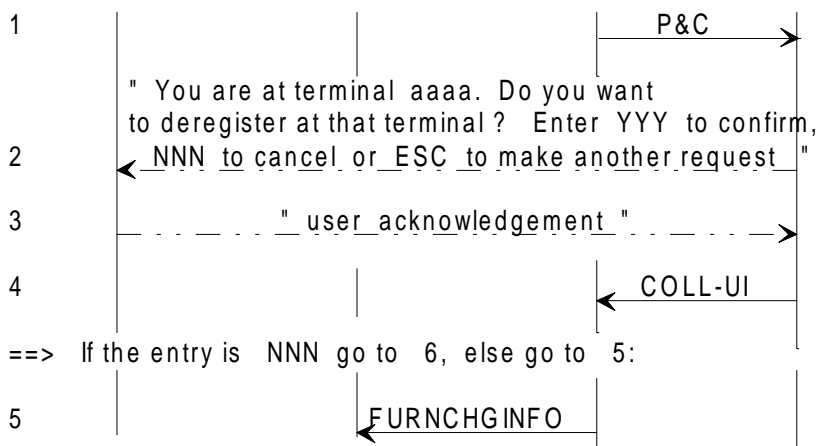 1 P&C
" You are at terminal aaaa. Do you want
to deregister at that terminal ? Enter YYY to confirm,
2 NNN to cancel or ESC to make another request "
3 " user acknowledgement "
4 COLL-UI
==> If the entry is NNN go to 6, else go to 5:
5 FURNCHGINFO